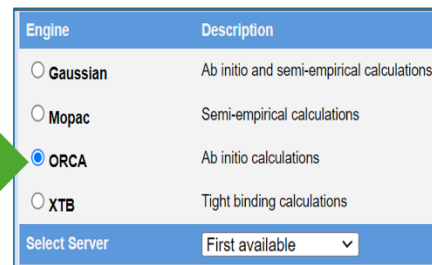 Engine Description
Gaussian Ab initio and semi-empirical calculations
Mopac Semi-empirical calculations
ORCA Ab initio calculations
XTB Tight binding calculations
Select Server First available